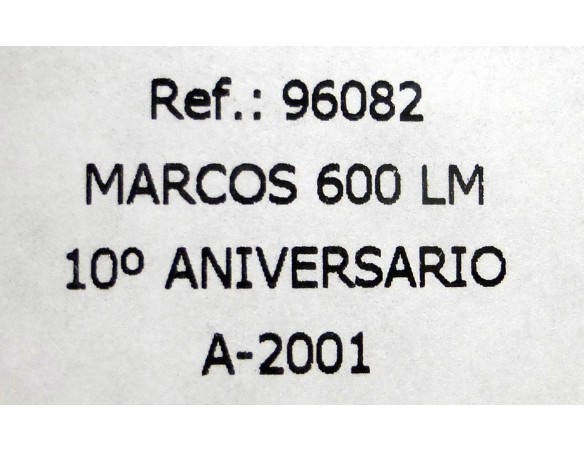 Ref.: 96082
MARCOS 600 LM
10º ANIVERSARIO
A-2001